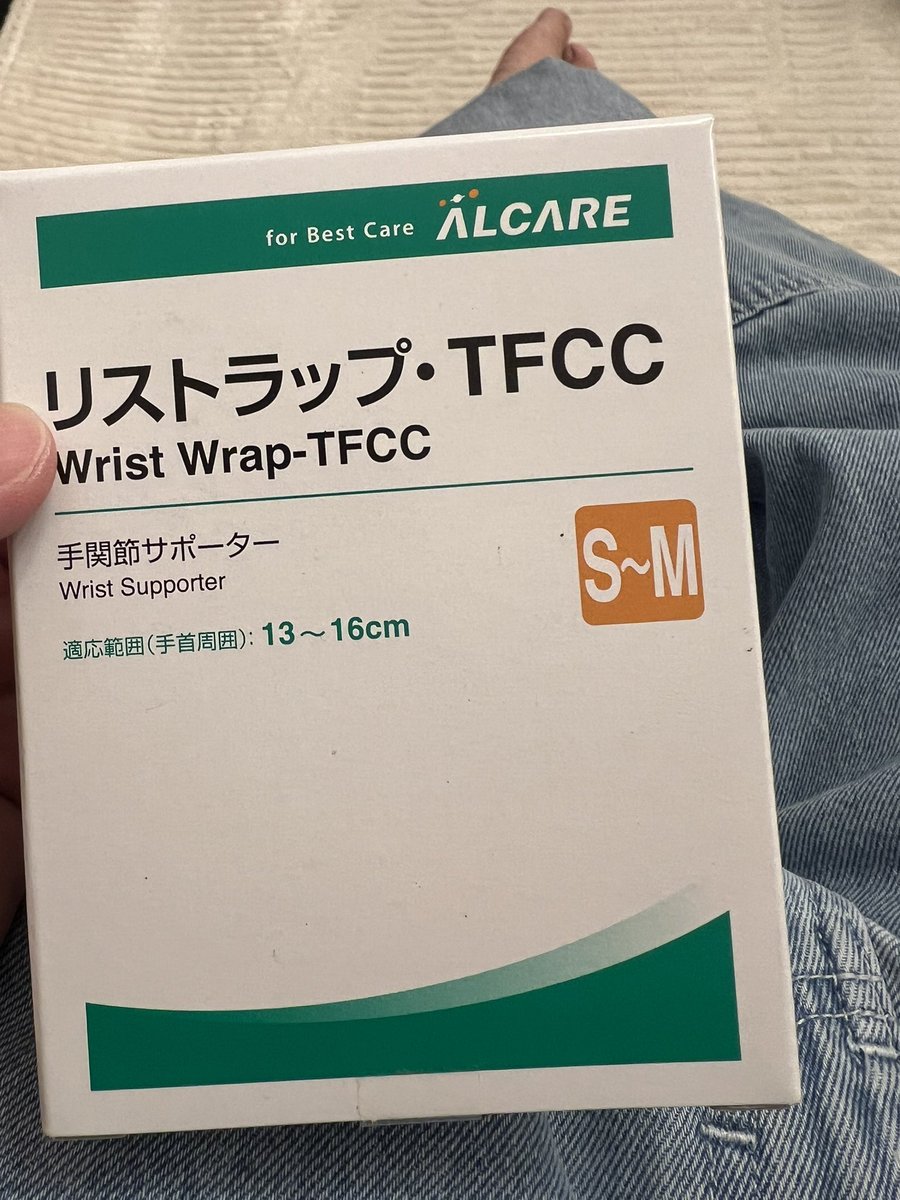 for Best Care ALCARE
リストラップ・TFCC
Wrist Wrap-TFCC
手関節サポーター
Wrist Supporter
S~M
適応範囲(手首周囲): 13~16cm